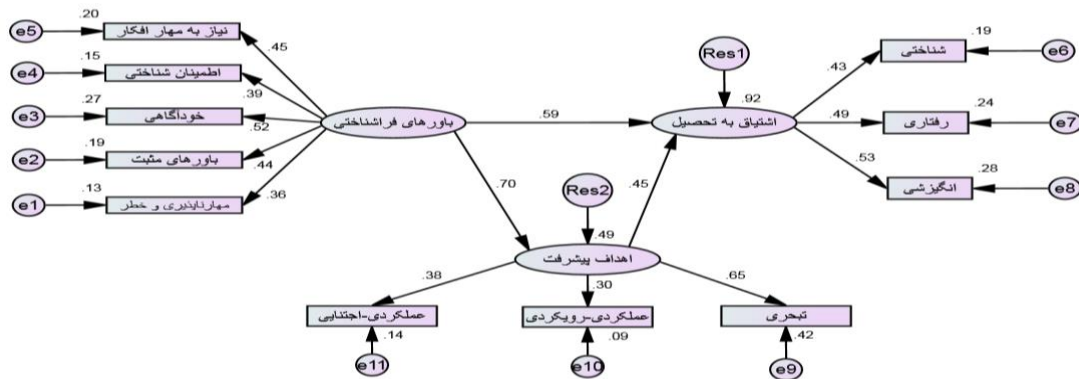 e5
.20
نیاز به مهار افکار
.45
e4
.15
اطمینان شناختی
.39
e3
.27
خودآگاهی
.52
e2
.19
باورهای مثبت
.44
e1
.13
مهارناپذیری و خطر
.36
باورهای فراشناختی
.59
.70
Res1
.92
اشتیاق به تحصیل
.43
شناختی
.19
e6
.49
رفتاری
.24
e7
.53
انگیزشی
.28
e8
Res2
.45
.49
اهداف پیشرفت
.38
.30
.65
عملکردی-اجتنابی
عملکردی-رویکردی
تبحری
.14
.09
.42
e11
e10
e9